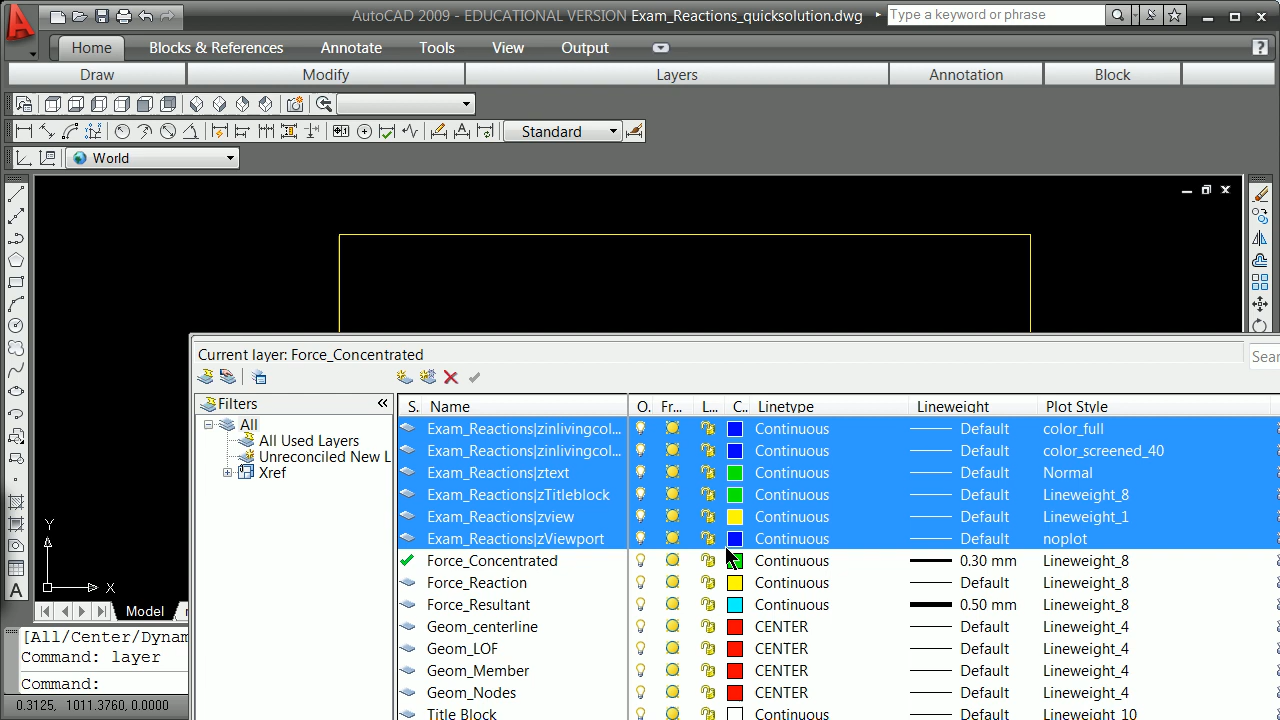 AutoCAD 2009 - EDUCATIONAL VERSION Exam_Reactions_quicksolution.dwg Type a keyword or phrase
Home Blocks & References Annotate Tools View Output
Draw Modify Layers Annotation Block
Standard
World
Current layer: Force_Concentrated
Sear
Filters
All
All Used Layers
Unreconciled New L
Xref
S. Name O. Fr... L... C.. Linetype Lineweight Plot Style
Exam_Reactions|zinlivingcol... Continuous Default color_full
Exam_Reactions|zinlivingcol... Continuous Default color_screened_40
Exam_Reactions|ztext Continuous Default Normal
Exam_Reactions|zTitleblock Continuous Default Lineweight_8
Exam_Reactions|zview Continuous Default Lineweight_1
Exam_Reactions|zViewport Continuous Default noplot
Force_Concentrated Continuous 0.30 mm Lineweight_8
Force_Reaction Continuous Default Lineweight_8
Force_Resultant Continuous 0.50 mm Lineweight_8
Geom_centerline CENTER Default Lineweight_4
Geom_LOF CENTER Default Lineweight_4
Geom_Member CENTER Default Lineweight_4
Geom_Nodes CENTER Default Lineweight_4
Title Block Continuous Default Lineweight_10
Y
X
Model
[All/Center/Dynam
Command: layer
Command:
0.3125, 1011.3760, 0.0000